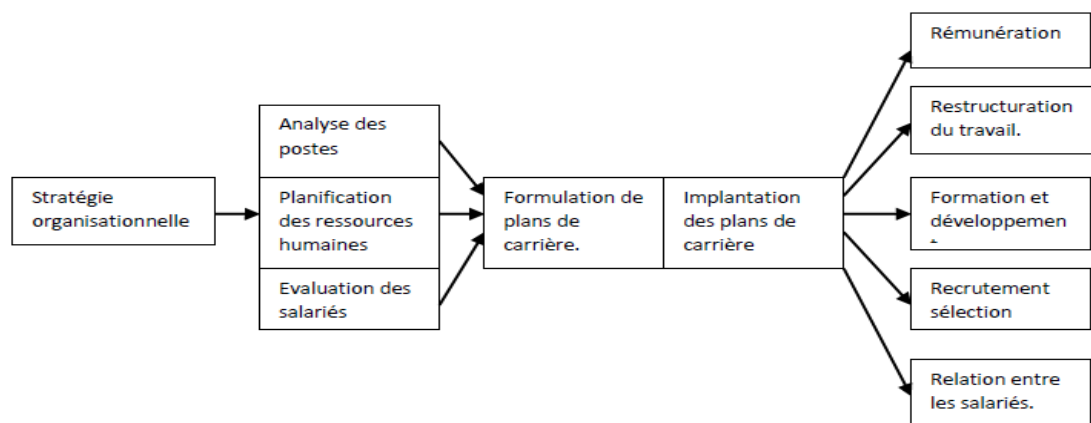 Stratégie
organisationnelle
Analyse des
postes
Planification
des ressources
humaines
Evaluation des
salariés
Formulation de
plans de
carrière.
Implantation
des plans de
carrière
Rémunération
Restructuration
du travail.
Formation et
développemen
Recrutement
sélection
Relation entre
les salariés.